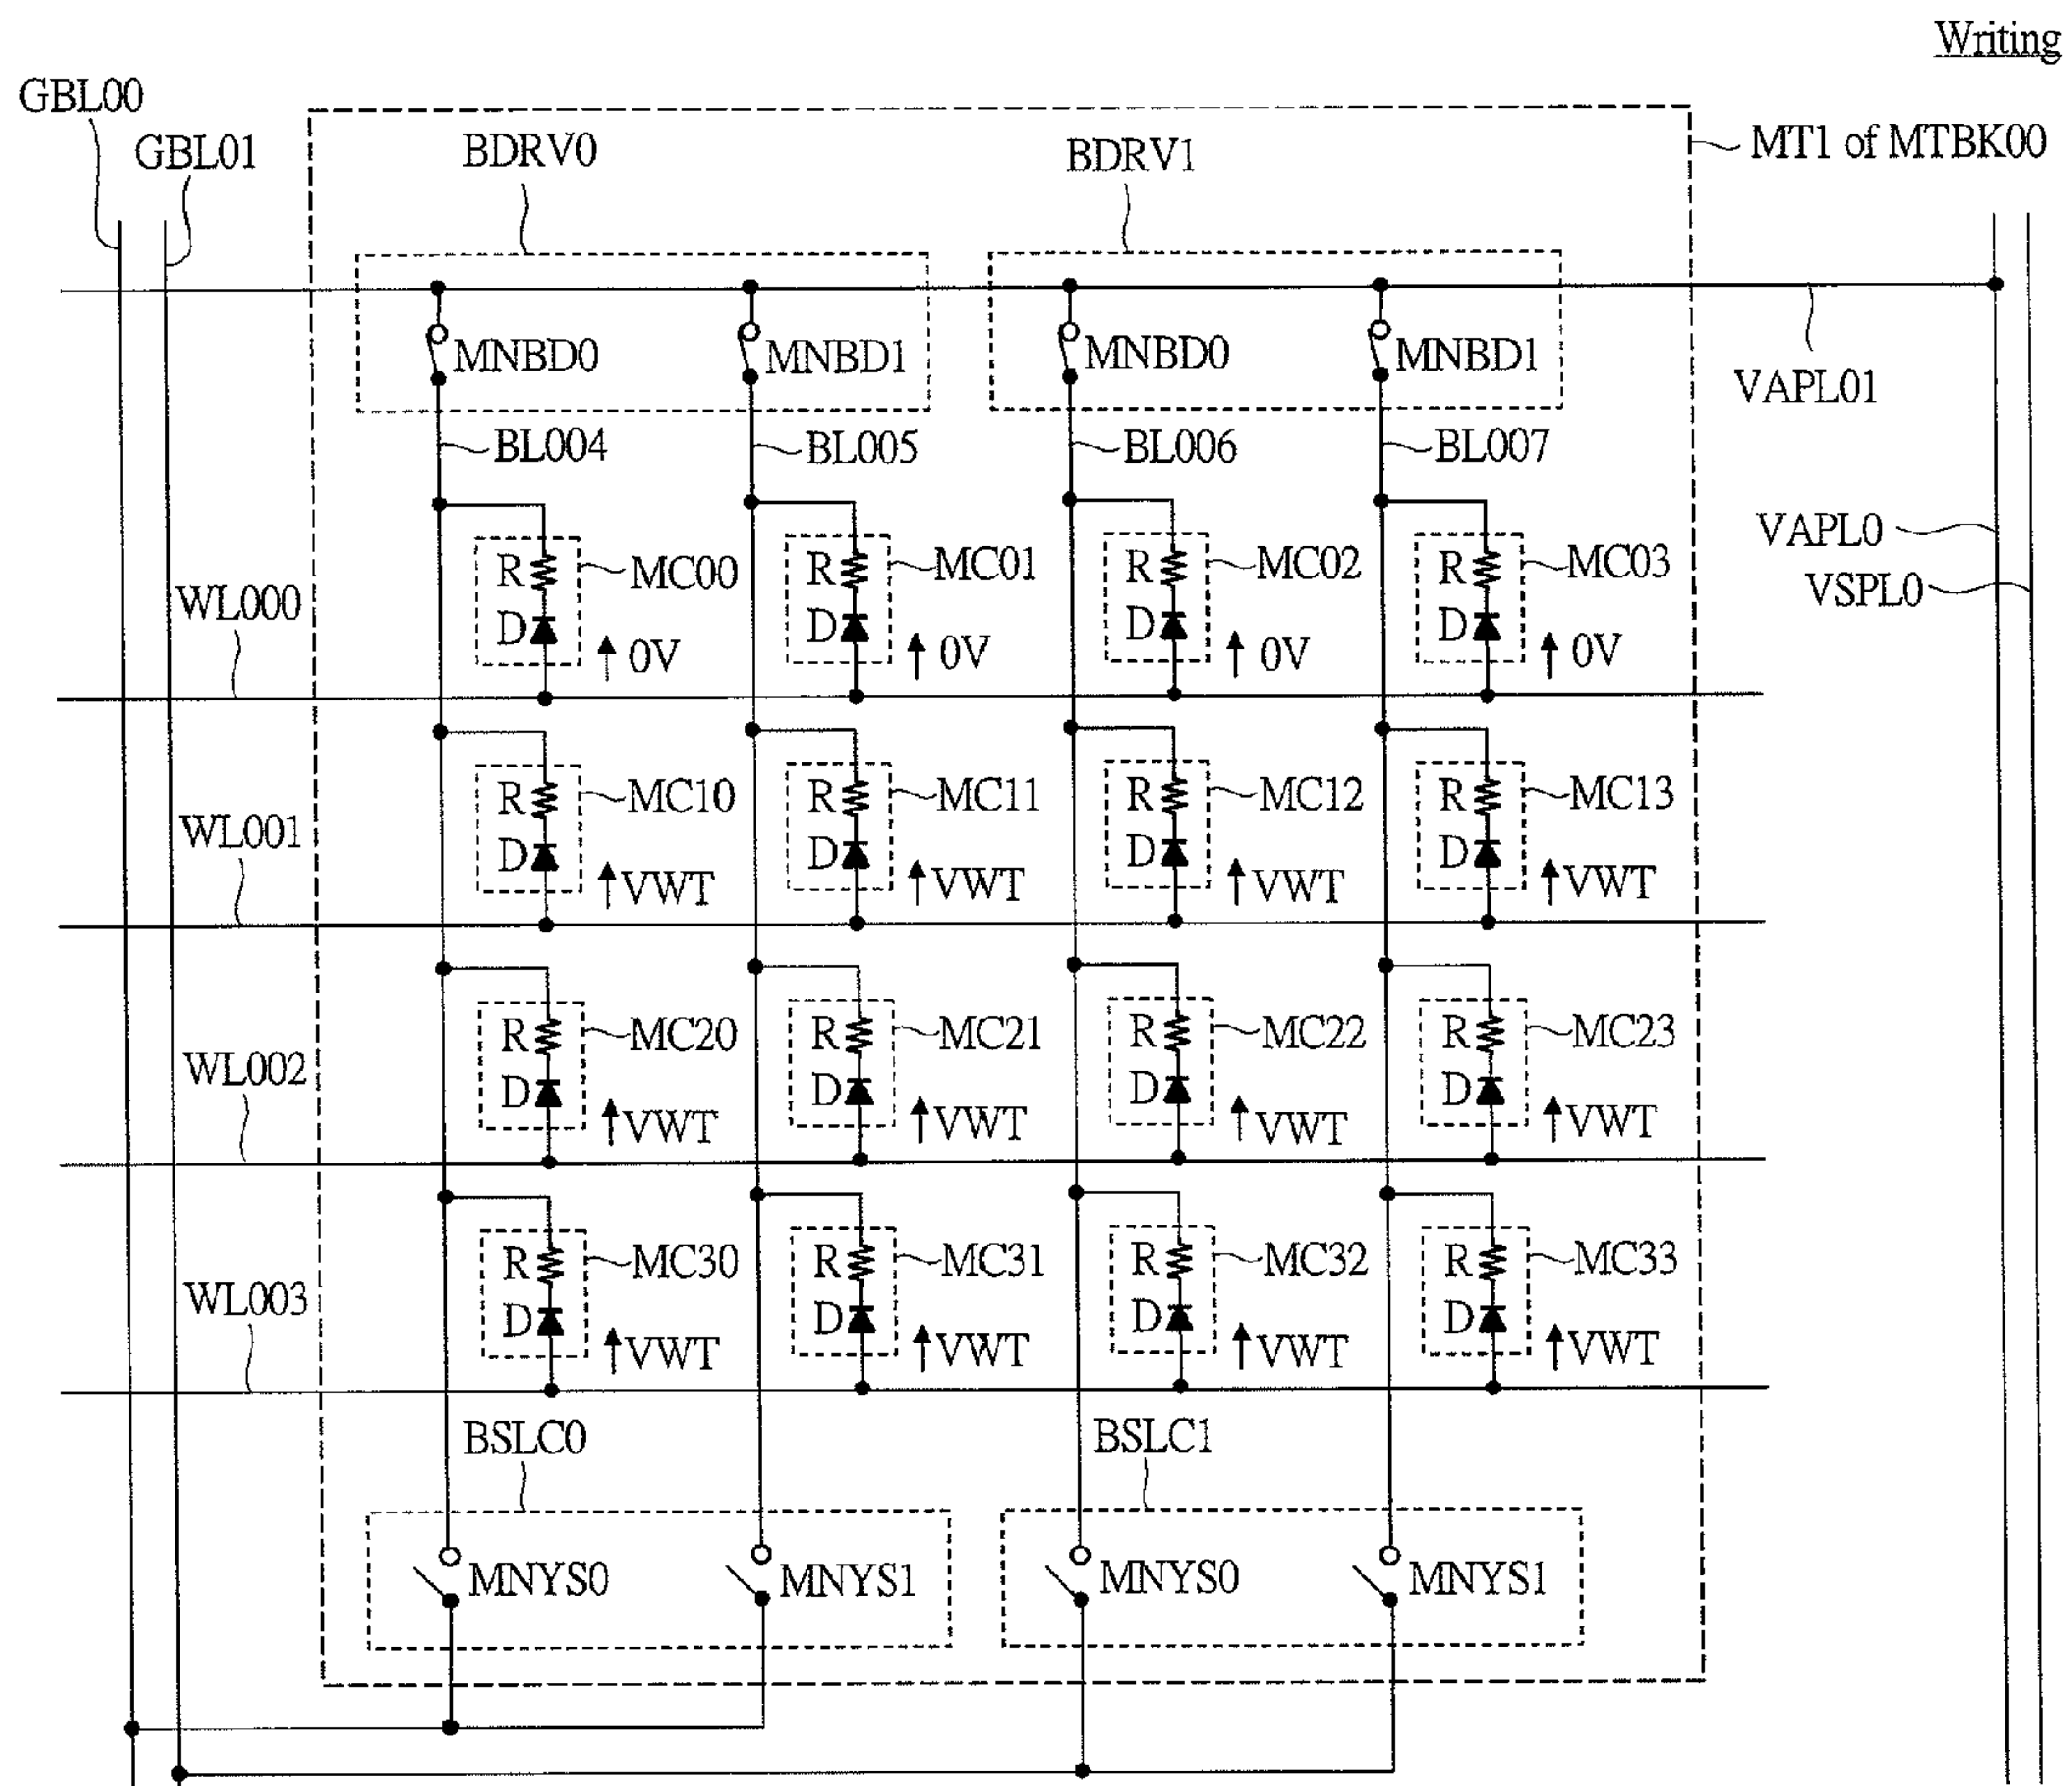 Writing
GBL00
GBL01
BDRV0
BDRV1
MT1 of MTBK00
MNBD0
MNBD1
MNBD0
MNBD1
VAPL01
BL004
BL005
BL006
BL007
VAPL0
VSPL0
R
MC00
R
MC01
R
MC02
R
MC03
WL000
D
0V
D
0V
D
0V
D
0V
R
MC10
R
MC11
R
MC12
R
MC13
WL001
D
VWT
D
VWT
D
VWT
D
VWT
R
MC20
R
MC21
R
MC22
R
MC23
WL002
D
VWT
D
VWT
D
VWT
D
VWT
R
MC30
R
MC31
R
MC32
R
MC33
WL003
D
VWT
D
VWT
D
VWT
D
VWT
BSLC0
BSLC1
MNYS0
MNYS1
MNYS0
MNYS1